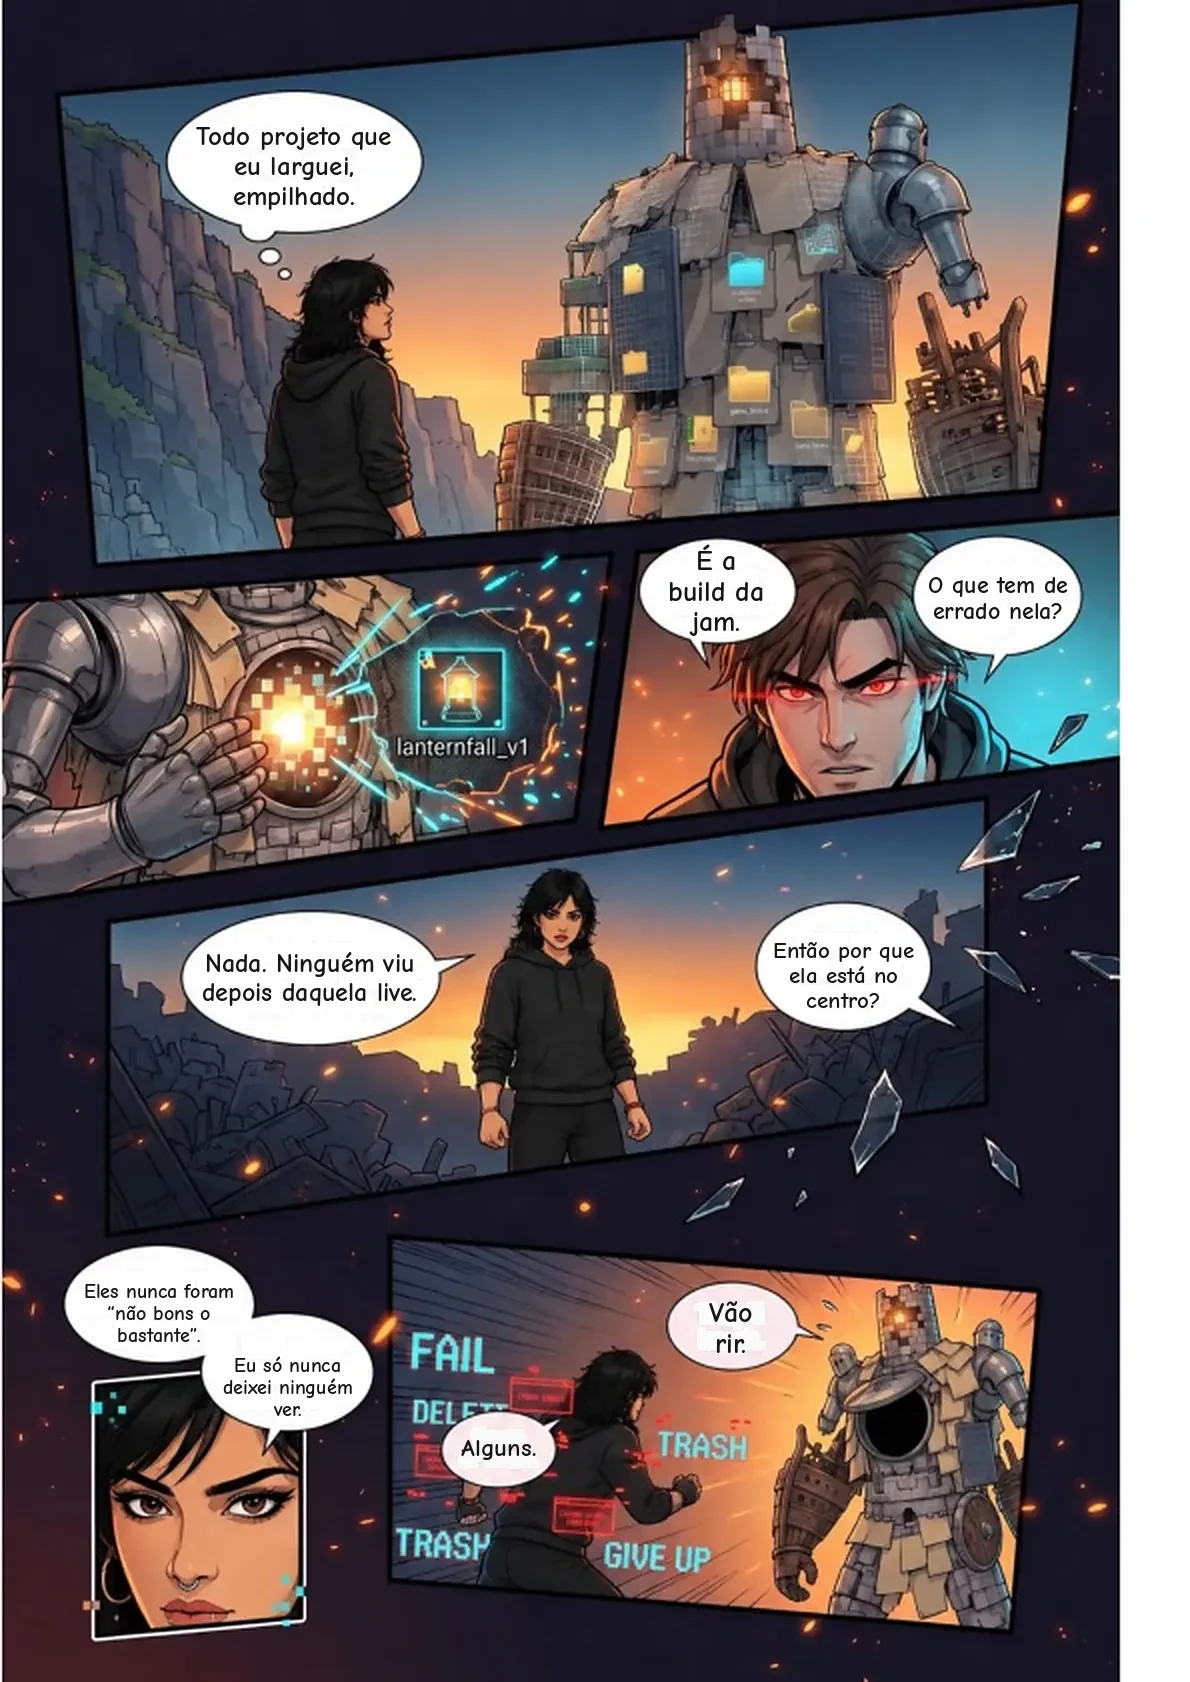 Todo projeto que
eu larguei,
empilhado.
lanternfall_v1
É a
build da
jam.
O que tem de
errado nela?
Nada. Ninguém viu
depois daquela live.
Então por que
ela está no
centro?
Eles nunca foram
“não bons o
bastante”.
Eu só nunca
deixei ninguém
ver.
Vão
rir.
FAIL
Alguns.
TRASH
TRASH
GIVE UP